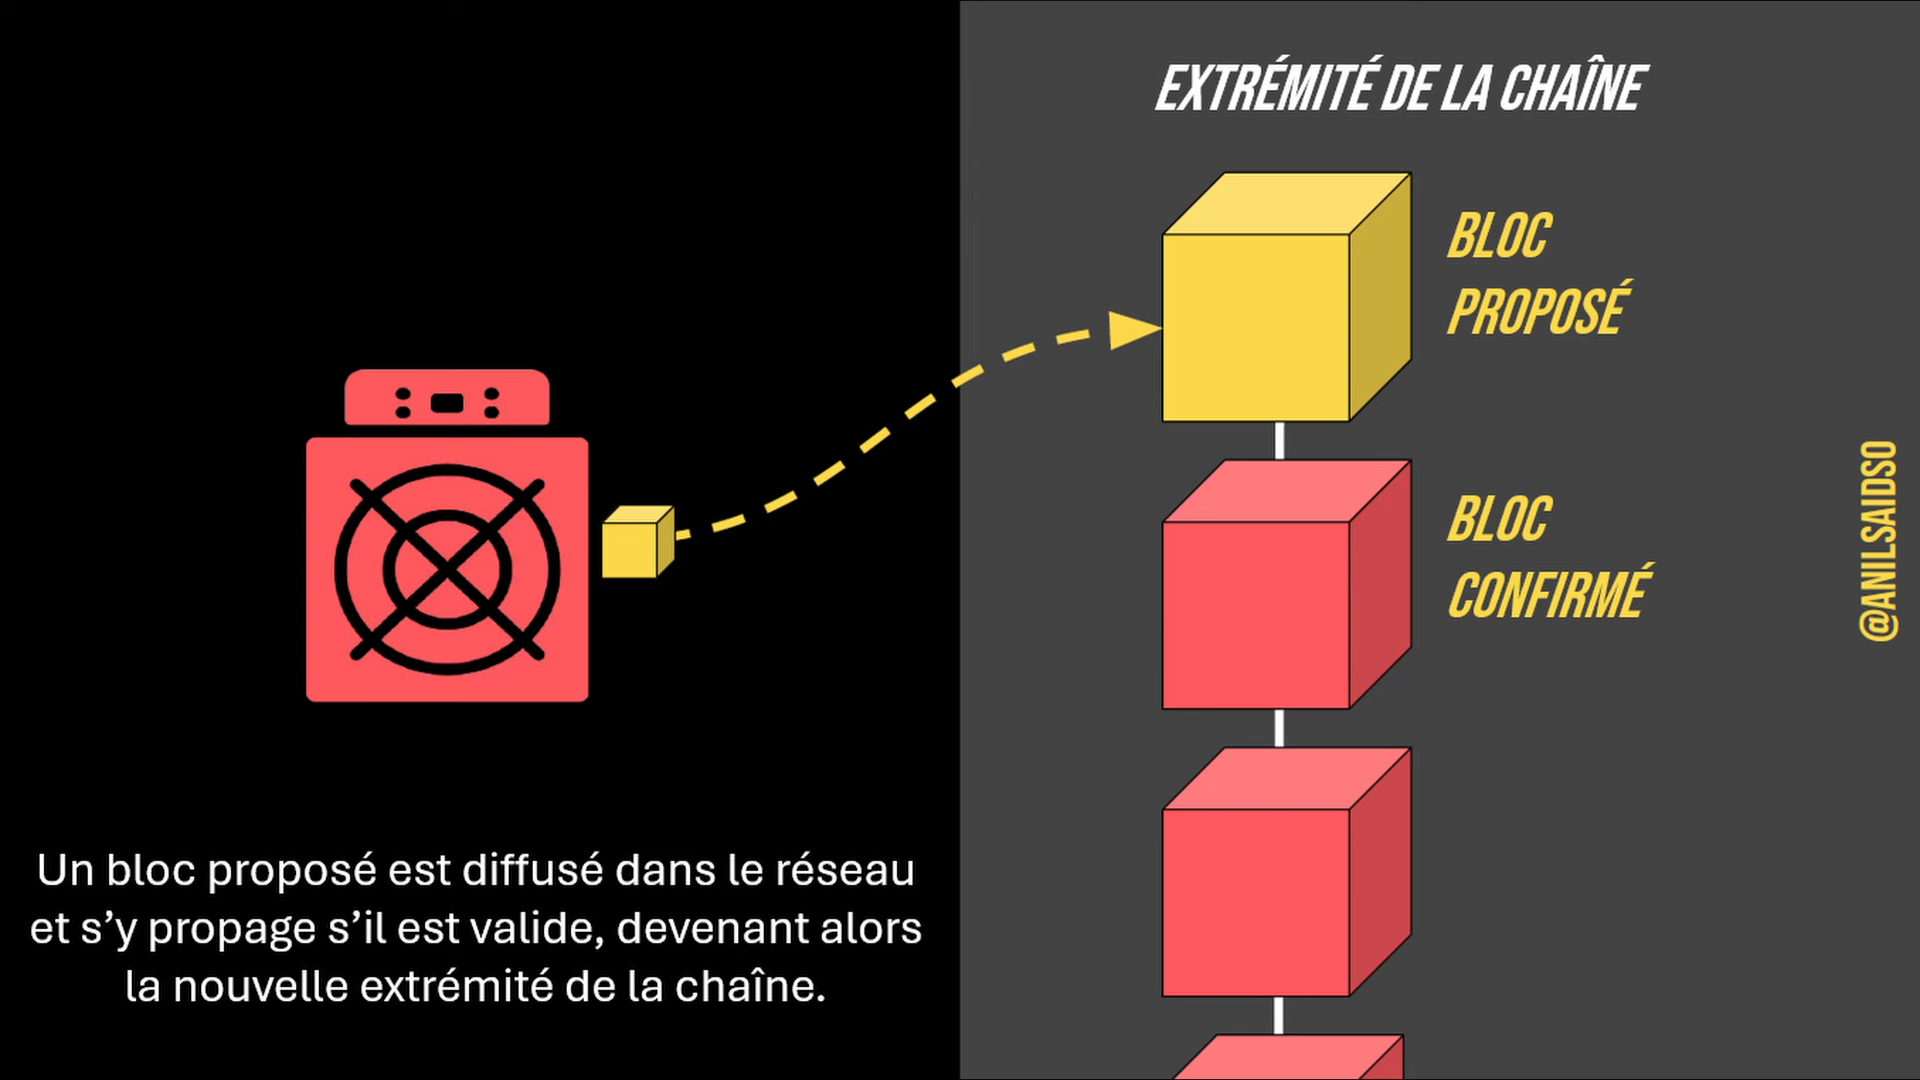 EXTRÉMITÉ DE LA CHAÎNE
BLOC
PROPOSÉ
BLOC
CONFIRMÉ
@ANILSAIDSO
Un bloc proposé est diffusé dans le réseau
et s’y propage s’il est valide, devenant alors
la nouvelle extrémité de la chaîne.